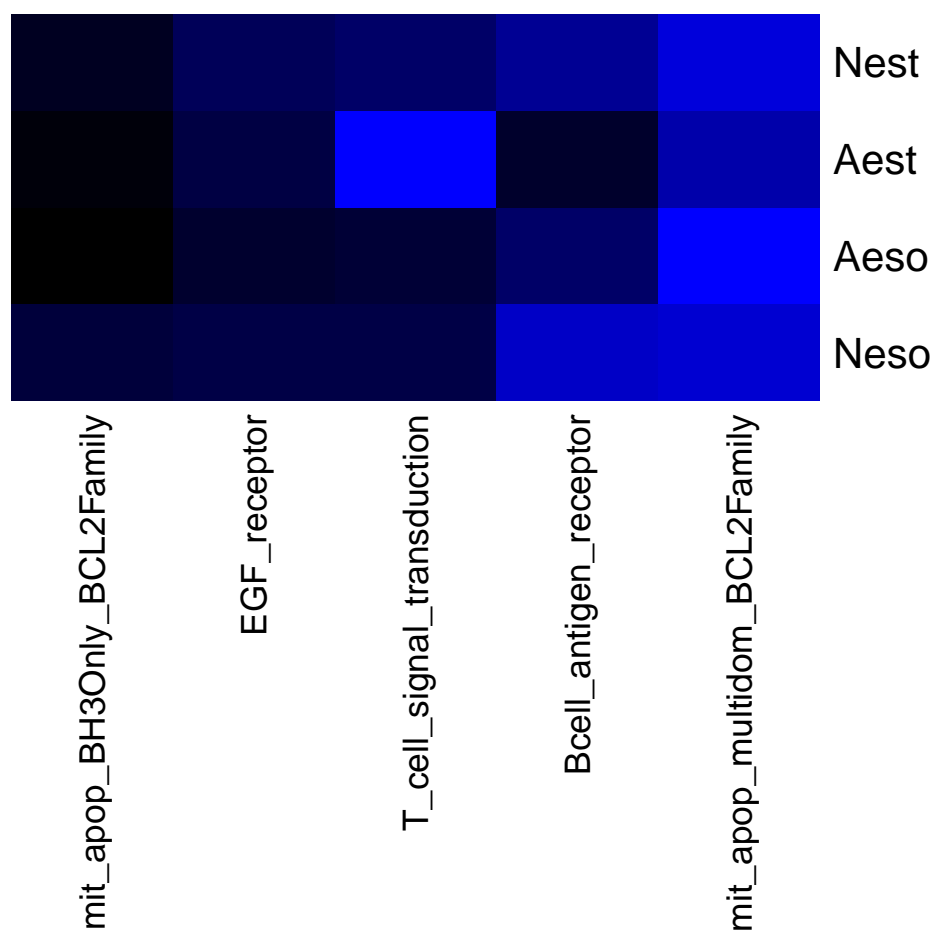 Nest
Aest
Aeso
Neso
mit_apop_BH3Only_BCL2Family
EGF_receptor
T_cell_signal_transduction
Bcell_antigen_receptor
mit_apop_multidom_BCL2Family